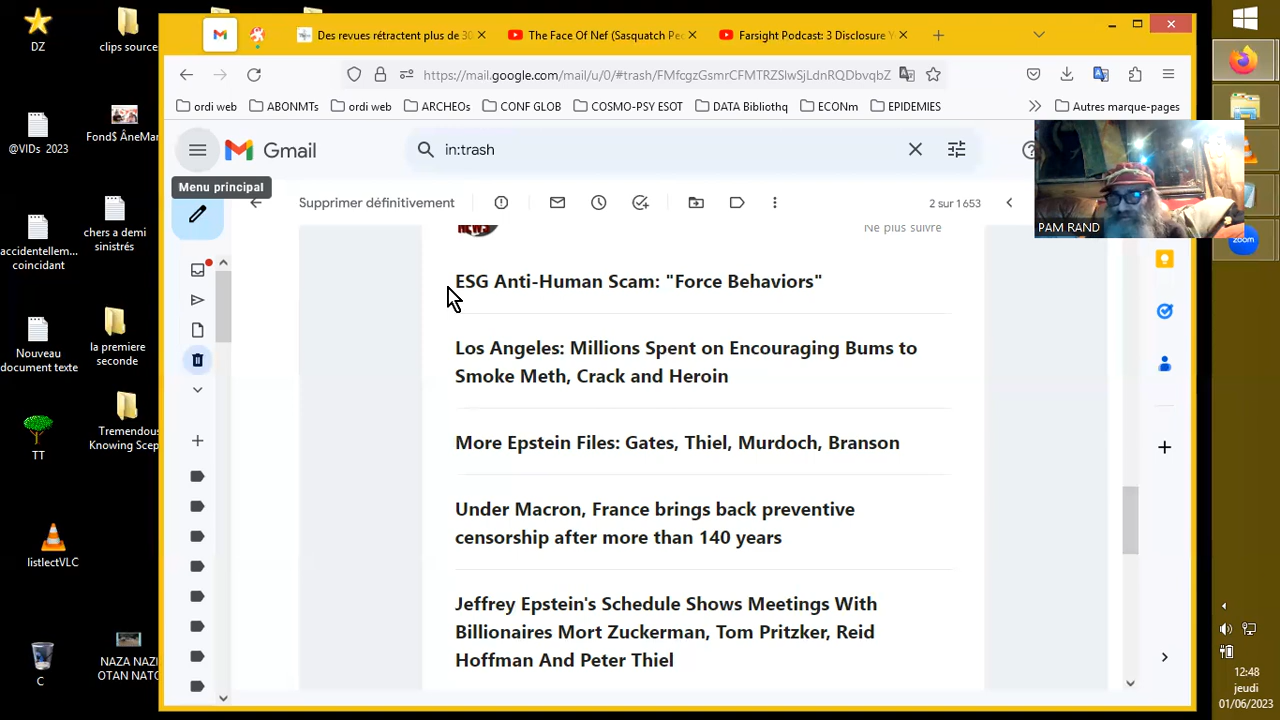 DZ
clips source
@VIDs 2023
Fond$ ÂneMar
accidentellem...
coincidant
chers a demi
sinistrés
Nouveau
document texte
la premiere
seconde
TT
Tremendous
Knowing Scep
listlectVLC
C
NAZA NAZI
OTAN NATO
Des revues rétractent plus de 30
The Face Of Nef (Sasquatch Pe
Farsight Podcast: 3 Disclosure Y
https://mail.google.com/mail/u/0/#trash/FMfcgzGsmrCFMTRZSlwSjLdnRQDbvqbZ
ordi web
ABONMTs
ordi web
ARCHEOs
CONF GLOB
COSMO-PSY ESOT
DATA Bibliothq
ECONm
EPIDEMIES
Autres marque-pages
Gmail
in:trash
Menu principal
Supprimer définitivement
2 sur 1 653
PAM RAND
zoom
NEWS
Ne plus suivre
ESG Anti-Human Scam: "Force Behaviors"
Los Angeles: Millions Spent on Encouraging Bums to
Smoke Meth, Crack and Heroin
More Epstein Files: Gates, Thiel, Murdoch, Branson
Under Macron, France brings back preventive
censorship after more than 140 years
Jeffrey Epstein's Schedule Shows Meetings With
Billionaires Mort Zuckerman, Tom Pritzker, Reid
Hoffman And Peter Thiel
12:48
jeudi
01/06/2023